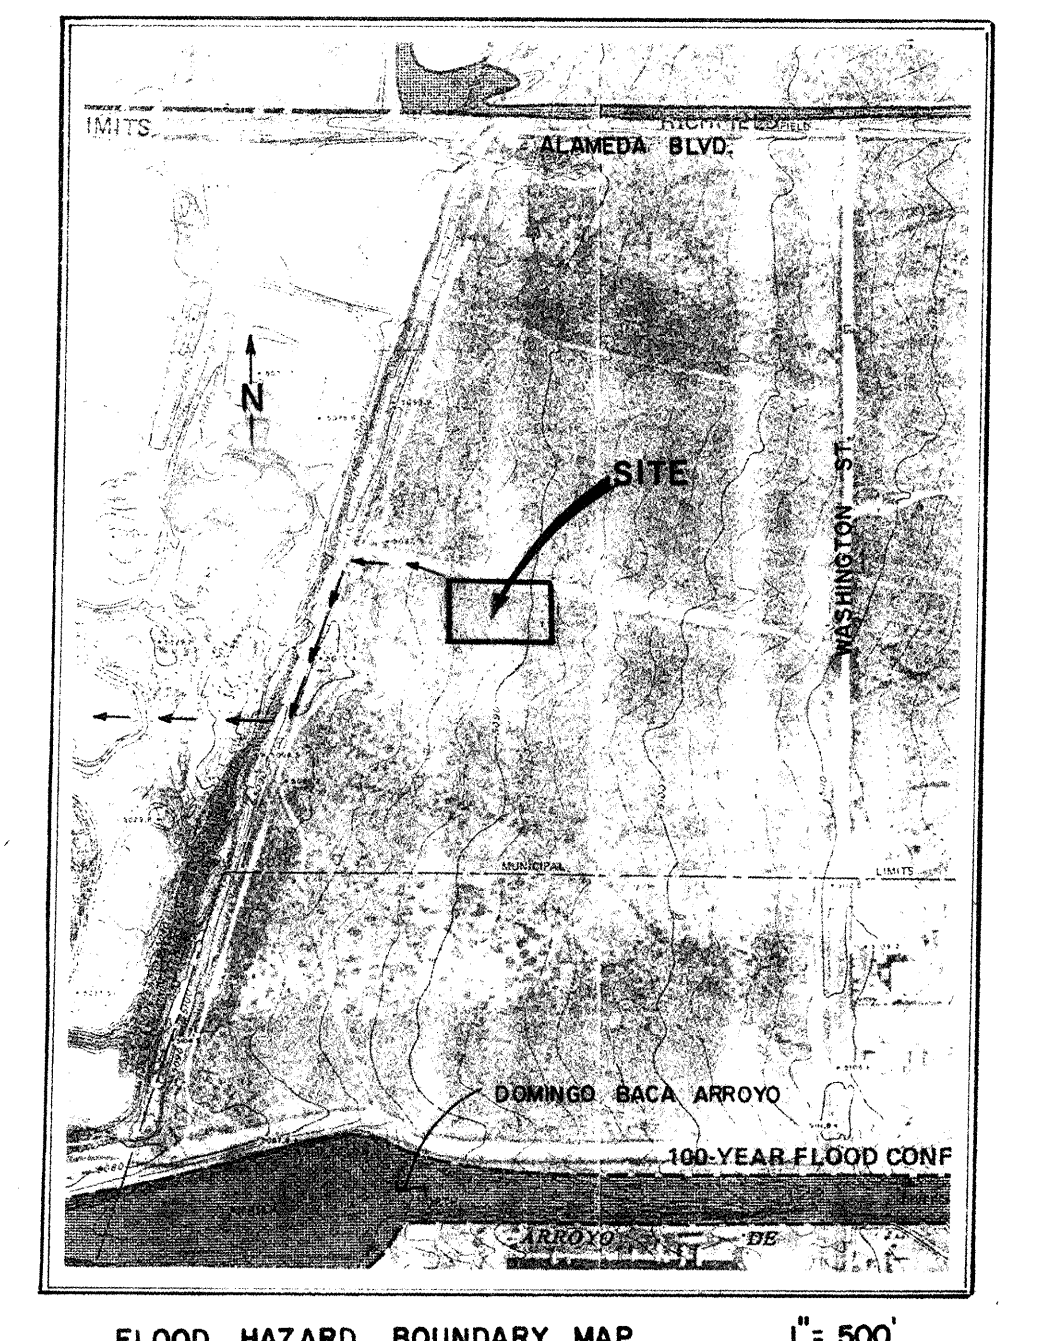 IMITS
FIELD
ALAMEDA BLVD.
N
SITE
WASHINGTON ST.
MUNICIPAL
LIMITS
DOMINGO BACA ARROYO
100-YEAR FLOOD CONF
ARROYO DE
FLOOD HAZARD BOUNDARY MAP 1"= 500'